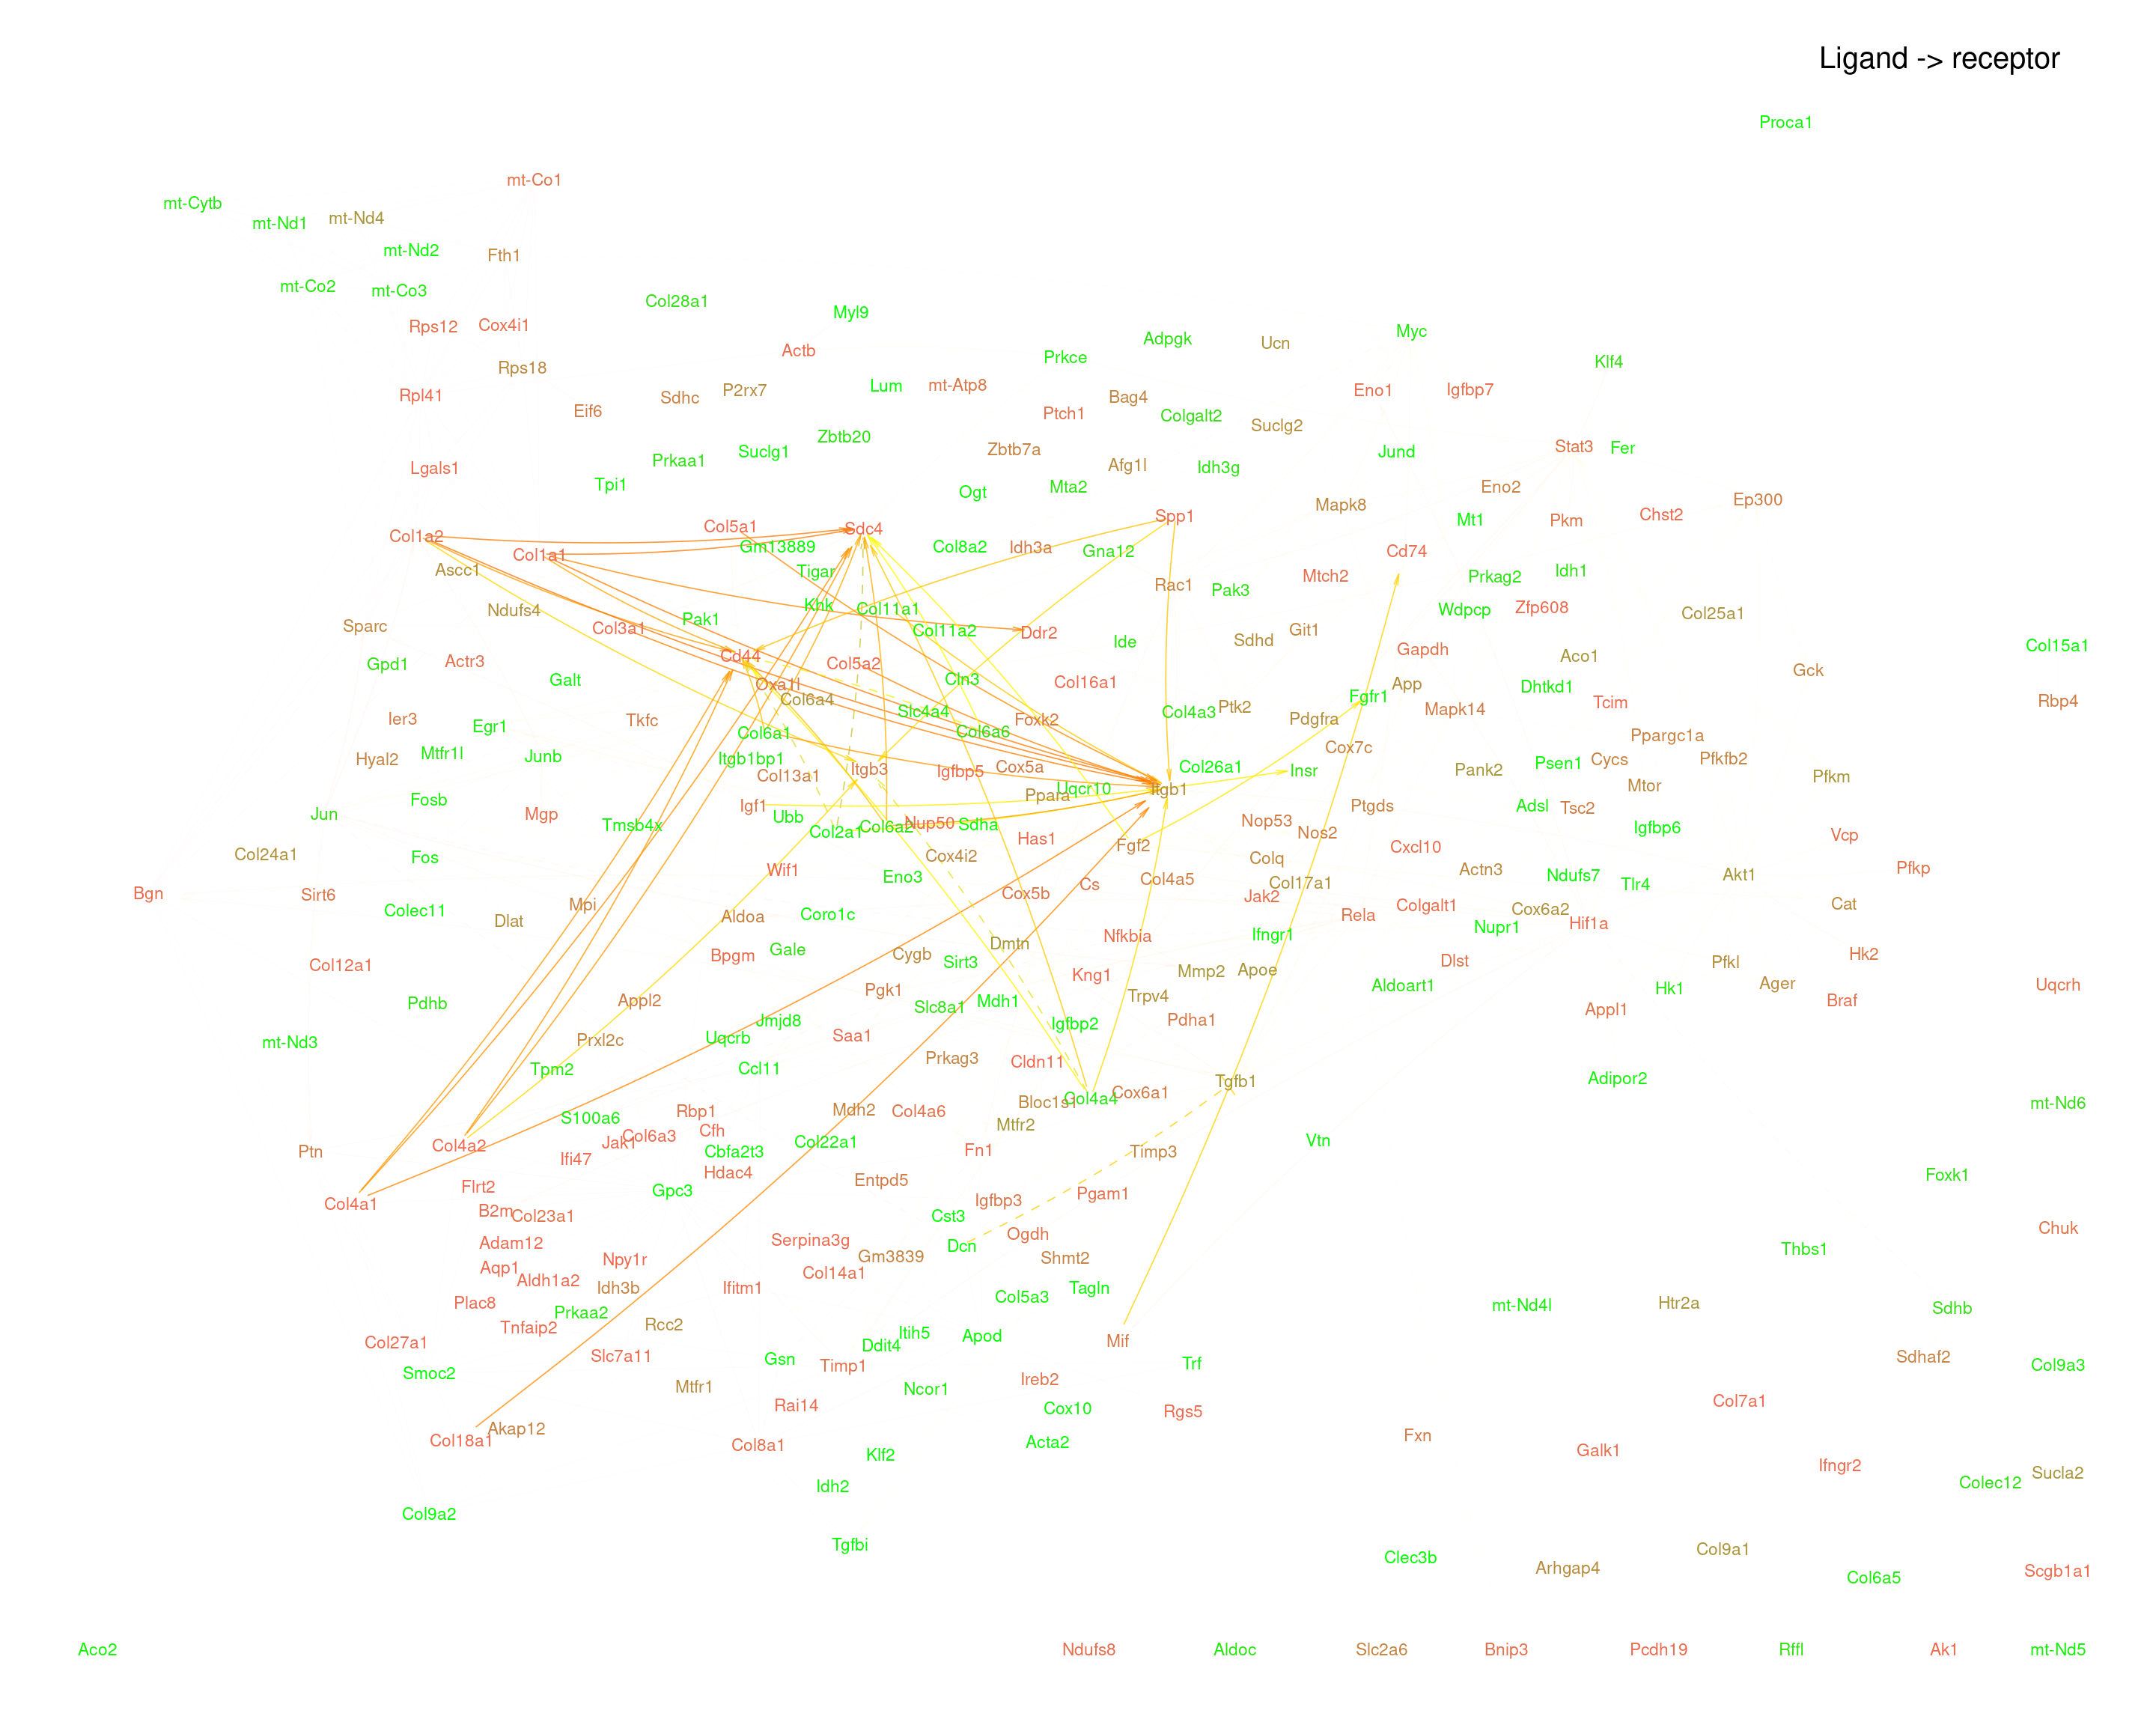 Ligand -> receptor
Proca1
mt-Co1
mt-Cytb
mt-Nd4
mt-Nd1
mt-Nd2
Fth1
mt-Co2
mt-Co3
Col28a1
Myl9
Rps12
Cox4i1
Myc
Adpgk
Ucn
Actb
Prkce
Klf4
Rps18
Lum
mt-Atp8
P2rx7
Sdhc
Rpl41
Bag4
Eno1
Igfbp7
Eif6
Ptch1
Colgalt2
Suclg2
Zbtb20
Stat3
Fer
Zbtb7a
Suclg1
Jund
Prkaa1
Afg1l
Idh3g
Lgals1
Tpi1
Mta2
Eno2
Ogt
Ep300
Mapk8
Chst2
Spp1
Mt1
Pkm
Col5a1
Sdc4
Col1a2
Gm13889
Col8a2
Idh3a
Gna12
Cd74
Col1a1
Ascc1
Tigar
Idh1
Mtch2
Prkag2
Rac1
Pak3
Khk
Col11a1
Ndufs4
Wdpcp
Zfp608
Col25a1
Pak1
Sparc
Col3a1
Col11a2
Ddr2
Git1
Ide
Sdhd
Col15a1
Gapdh
Cd44
Aco1
Gpd1
Actr3
Col5a2
Gck
Galt
Cln3
Col16a1
Oxa1l
App
Dhtkd1
Col6a4
Fgfr1
Tcim
Rbp4
Slc4a4
Col4a3
Ptk2
Mapk14
Ier3
Tkfc
Foxk2
Pdgfra
Egr1
Col6a1
Col6a6
Ppargc1a
Cox7c
Mtfr1l
Junb
Itgb1bp1
Hyal2
Cycs
Pfkfb2
Psen1
Itgb3
Igfbp5
Cox5a
Col26a1
Insr
Pank2
Col13a1
Pfkm
Mtor
Uqcr10
Itgb1
Ppara
Fosb
Igf1
Ptgds
Adsl
Tsc2
Jun
Mgp
Ubb
Tmsb4x
Col2a1
Col6a2
Nup50
Sdha
Nop53
Nos2
Igfbp6
Has1
Vcp
Fgf2
Cxcl10
Col24a1
Fos
Cox4i2
Colq
Wif1
Actn3
Pfkp
Eno3
Col4a5
Col17a1
Ndufs7
Akt1
Tlr4
Cs
Bgn
Sirt6
Cox5b
Jak2
Mpi
Colgalt1
Cat
Colec11
Cox6a2
Aldoa
Coro1c
Rela
Dlat
Hif1a
Nupr1
Nfkbia
Ifngr1
Dmtn
Gale
Bpgm
Cygb
Hk2
Sirt3
Dlst
Pfkl
Col12a1
Mmp2
Apoe
Kng1
Ager
Uqcrh
Aldoart1
Hk1
Pgk1
Trpv4
Pdhb
Appl2
Mdh1
Braf
Slc8a1
Appl1
Jmjd8
Pdha1
Igfbp2
Saa1
Uqcrb
Prxl2c
mt-Nd3
Prkag3
Cldn11
Tpm2
Ccl11
Adipor2
Tgfb1
Cox6a1
Col4a4
Bloc1s1
mt-Nd6
Mdh2
Col4a6
Rbp1
S100a6
Mtfr2
Cfh
Col6a3
Jak1
Col22a1
Vtn
Col4a2
Fn1
Ptn
Cbfa2t3
Timp3
Ifi47
Hdac4
Foxk1
Entpd5
Flrt2
Gpc3
Pgam1
Igfbp3
Col4a1
B2m
Col23a1
Cst3
Chuk
Ogdh
Serpina3g
Adam12
Dcn
Thbs1
Gm3839
Shmt2
Npy1r
Aqp1
Col14a1
Aldh1a2
Idh3b
Ifitm1
Tagln
Col5a3
Plac8
mt-Nd4l
Htr2a
Sdhb
Prkaa2
Rcc2
Tnfaip2
Itih5
Apod
Mif
Col27a1
Ddit4
Slc7a11
Gsn
Timp1
Trf
Sdhaf2
Col9a3
Smoc2
Ireb2
Mtfr1
Ncor1
Col7a1
Rai14
Cox10
Rgs5
Akap12
Col18a1
Fxn
Acta2
Col8a1
Galk1
Klf2
Ifngr2
Sucla2
Colec12
Idh2
Col9a2
Tgfbi
Col9a1
Clec3b
Arhgap4
Scgb1a1
Col6a5
Aco2
Ndufs8
Aldoc
Slc2a6
Bnip3
Pcdh19
Rffl
Ak1
mt-Nd5